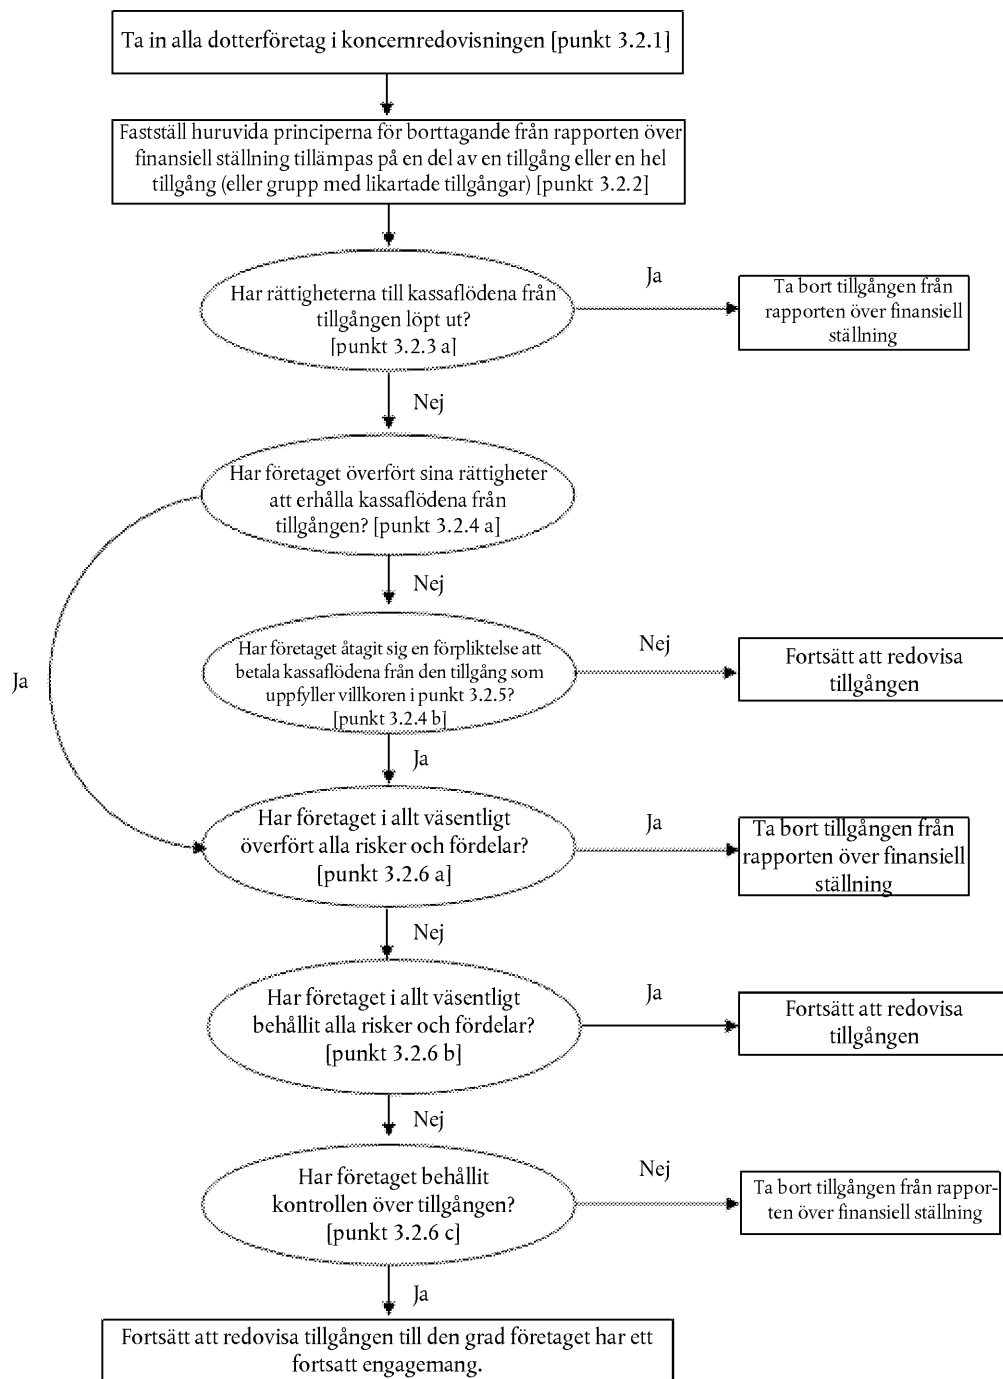 Ta in alla dotterföretag i koncernredovisningen [punkt 3.2.1]
Fastställ huruvida principerna för borttagande från rapporten över
finansiell ställning tillämpas på en del av en tillgång eller en hel
tillgång (eller grupp med likartade tillgångar) [punkt 3.2.2]
Har rättigheterna till kassaflödena från
tillgången löpt ut?
[punkt 3.2.3 a]
Ja
Ta bort tillgången från
rapporten över finansiell
ställning
Nej
Har företaget överfört sina rättigheter
att erhålla kassaflödena från
tillgången? [punkt 3.2.4 a]
Ja
Nej
Har företaget åtagit sig en förpliktelse att
betala kassaflödena från den tillgång som
uppfyller villkoren i punkt 3.2.5?
[punkt 3.2.4 b]
Nej
Fortsätt att redovisa
tillgången
Ja
Har företaget i allt väsentligt
överfört alla risker och fördelar?
[punkt 3.2.6 a]
Ja
Ta bort tillgången från
rapporten över finansiell
ställning
Nej
Har företaget i allt väsentligt
behållit alla risker och fördelar?
[punkt 3.2.6 b]
Ja
Fortsätt att redovisa
tillgången
Nej
Har företaget behållit
kontrollen över tillgången?
[punkt 3.2.6 c]
Nej
Ta bort tillgången från rappor-
ten över finansiell ställning
Ja
Fortsätt att redovisa tillgången till den grad företaget har ett
fortsatt engagemang.